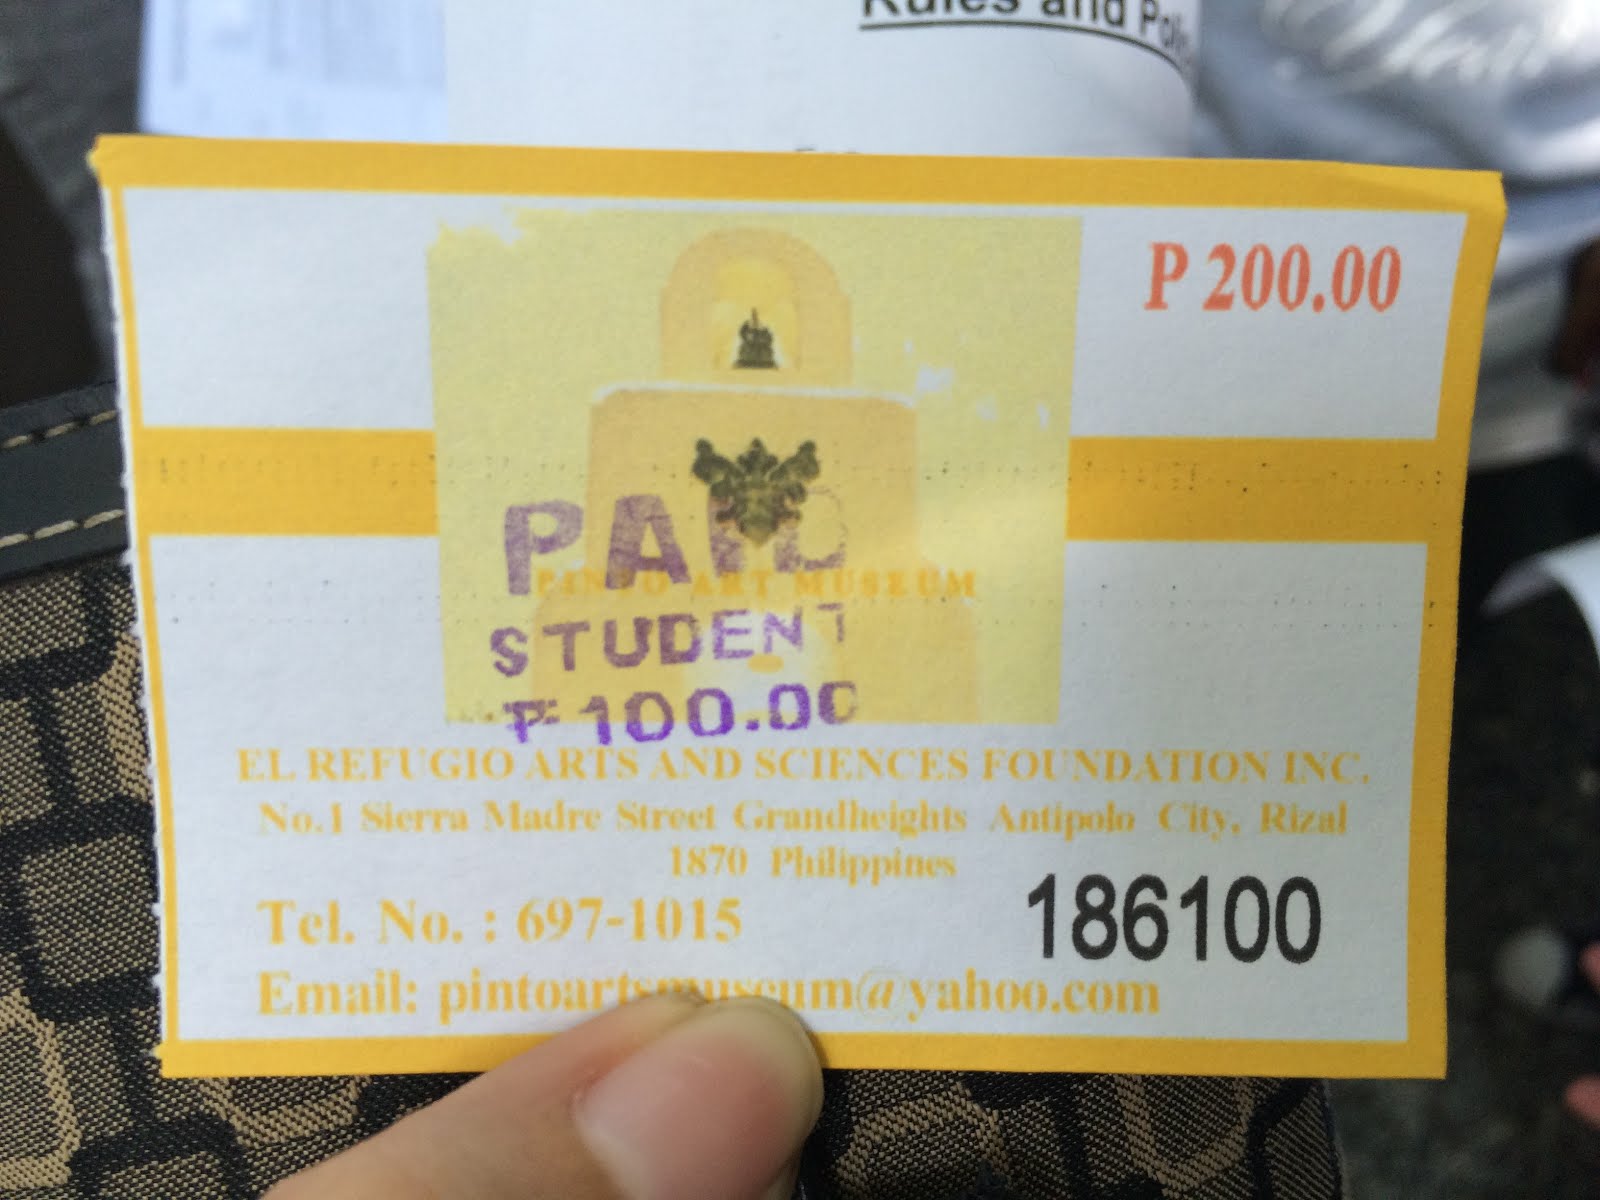 Rules and
P 200.00
PAID
PINTO ART MUSEUM
STUDENT
₱100.00
EL REFUGIO ARTS AND SCIENCES FOUNDATION INC.
No.1 Sierra Madre Street Grandheights Antipolo City, Rizal
1870 Philippines
186100
Tel. No. : 697-1015
Email: pintoartsmuseum@yahoo.com